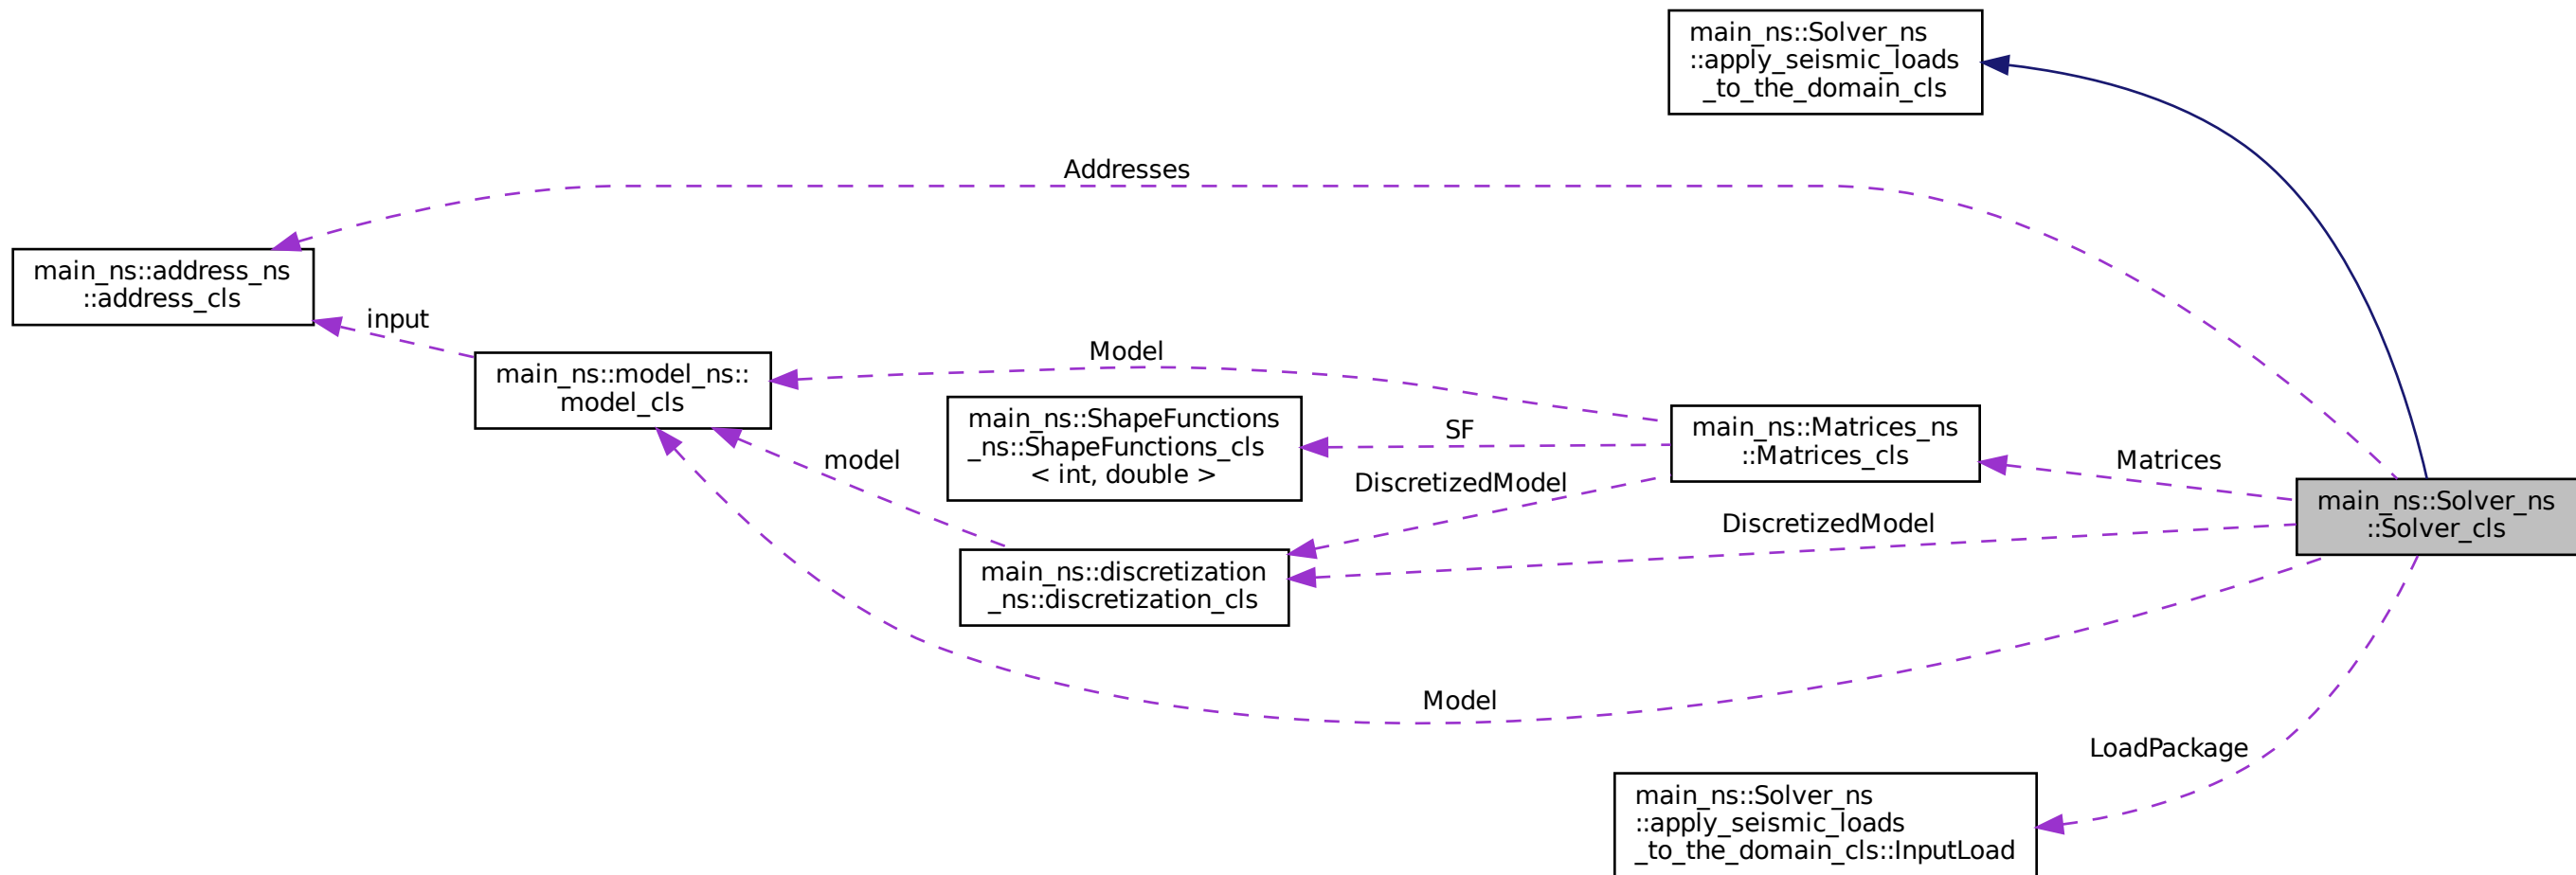 main_ns::Solver_ns
::apply_seismic_loads
_to_the_domain_cls
Addresses
main_ns::address_ns
::address_cls
input
Model
main_ns::model_ns::
model_cls
main_ns::ShapeFunctions
_ns::ShapeFunctions_cls
< int, double >
SF
main_ns::Matrices_ns
::Matrices_cls
model
DiscretizedModel
Matrices
main_ns::Solver_ns
::Solver_cls
DiscretizedModel
main_ns::discretization
_ns::discretization_cls
Model
LoadPackage
main_ns::Solver_ns
::apply_seismic_loads
_to_the_domain_cls::InputLoad